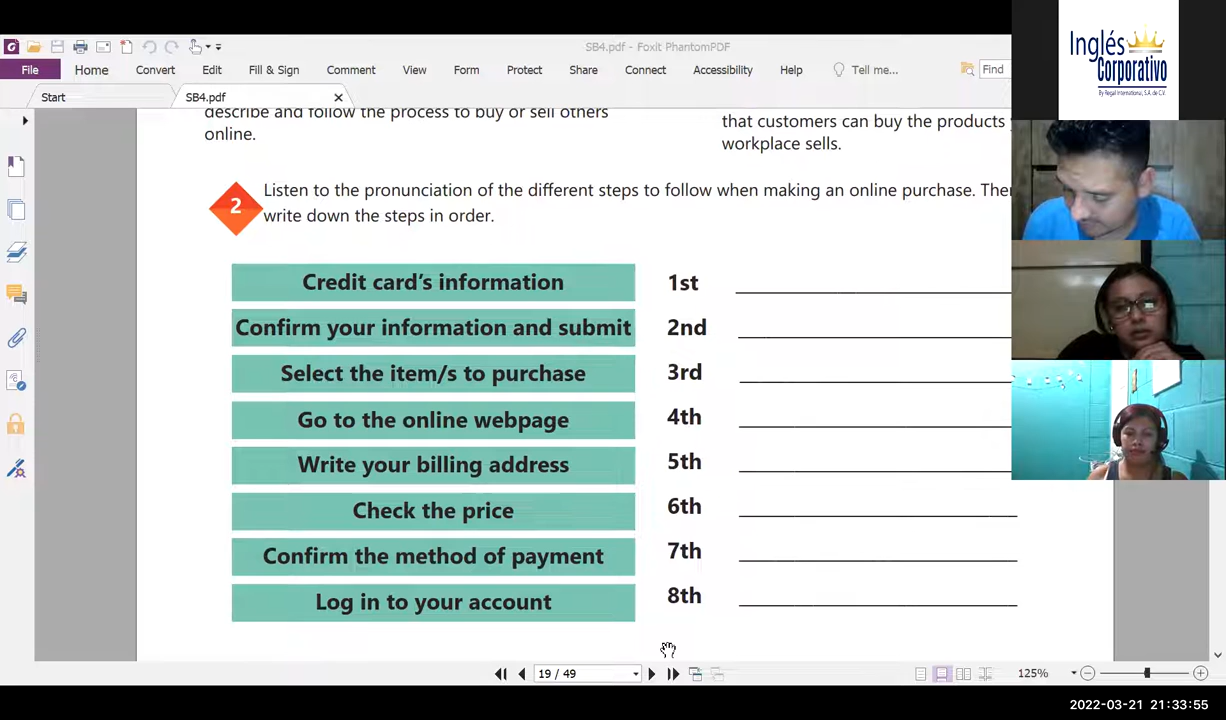 SB4.pdf - Foxit PhantomPDF
File Home Convert Edit Fill & Sign Comment View Form Protect Share Connect Accessibility Help Tell me... Find
Start SB4.pdf
describe and follow the process to buy or sell others
online.
that customers can buy the products
workplace sells.
2 Listen to the pronunciation of the different steps to follow when making an online purchase. The
write down the steps in order.
Credit card's information 1st
Confirm your information and submit 2nd
Select the item/s to purchase 3rd
Go to the online webpage 4th
Write your billing address 5th
Check the price 6th
Confirm the method of payment 7th
Log in to your account 8th
19 / 49
125%
Inglés
Corporativo
By Regal International, S.A. de C.V.
2022-03-21 21:33:55